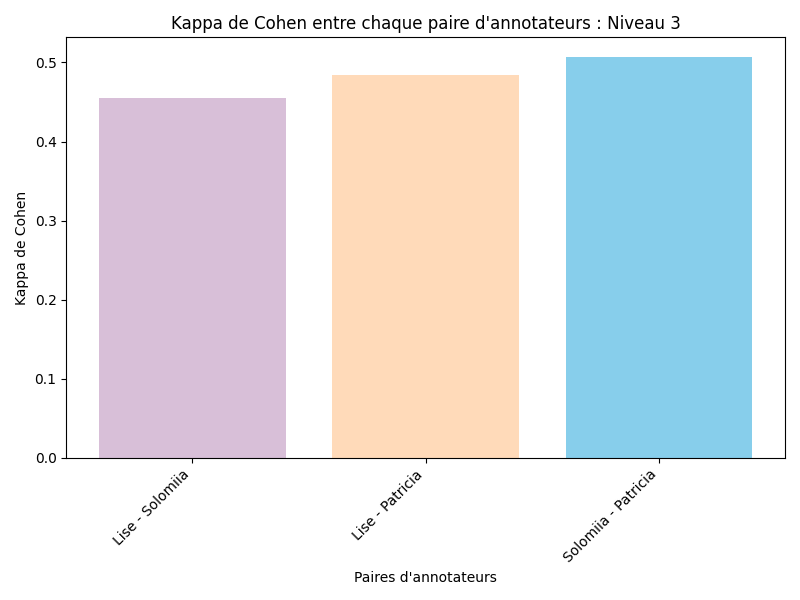 Kappa de Cohen entre chaque paire d'annotateurs : Niveau 3
Kappa de Cohen
0.5
0.4
0.3
0.2
0.1
0.0
Lise - Solomiia
Lise - Patricia
Solomiia - Patricia
Paires d'annotateurs